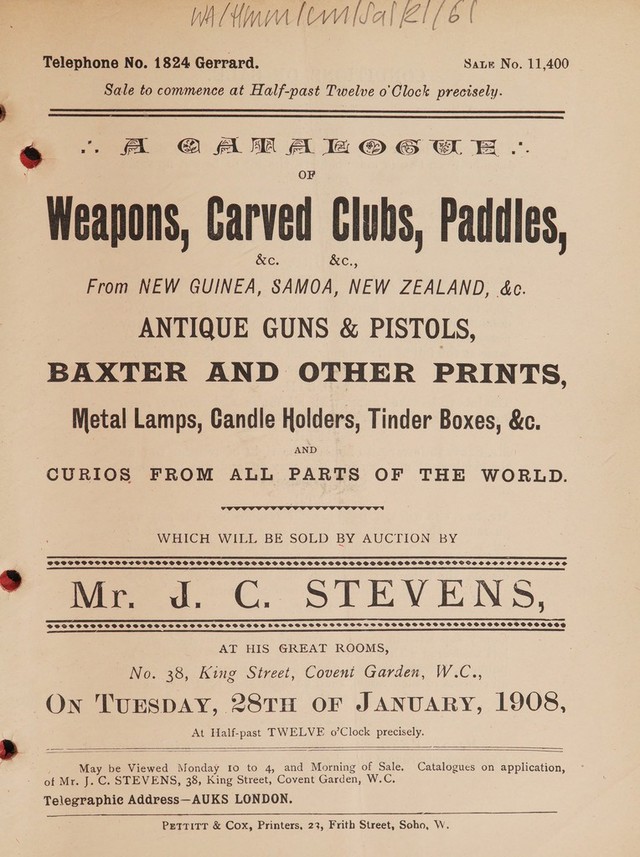 WA/Hmm/cm/Sal/k1/61
Telephone No. 1824 Gerrard. SALE No. 11,400
Sale to commence at Half-past Twelve o'Clock precisely.
A CATALOGUE
OF
Weapons, Carved Clubs, Paddles,
&c. &c.,
From NEW GUINEA, SAMOA, NEW ZEALAND, &c.
ANTIQUE GUNS & PISTOLS,
BAXTER AND OTHER PRINTS,
Metal Lamps, Candle Holders, Tinder Boxes, &c.
AND
CURIOS FROM ALL PARTS OF THE WORLD.
WHICH WILL BE SOLD BY AUCTION BY
Mr. J. C. STEVENS,
AT HIS GREAT ROOMS,
No. 38, King Street, Covent Garden, W.C.,
ON TUESDAY, 28TH OF JANUARY, 1908,
At Half-past TWELVE o'Clock precisely.
May be Viewed Monday 10 to 4, and Morning of Sale. Catalogues on application,
of Mr. J. C. STEVENS, 38, King Street, Covent Garden, W.C.
Telegraphic Address—AUKS LONDON.
PETTITT & COX, Printers, 23, Frith Street, Soho, W.